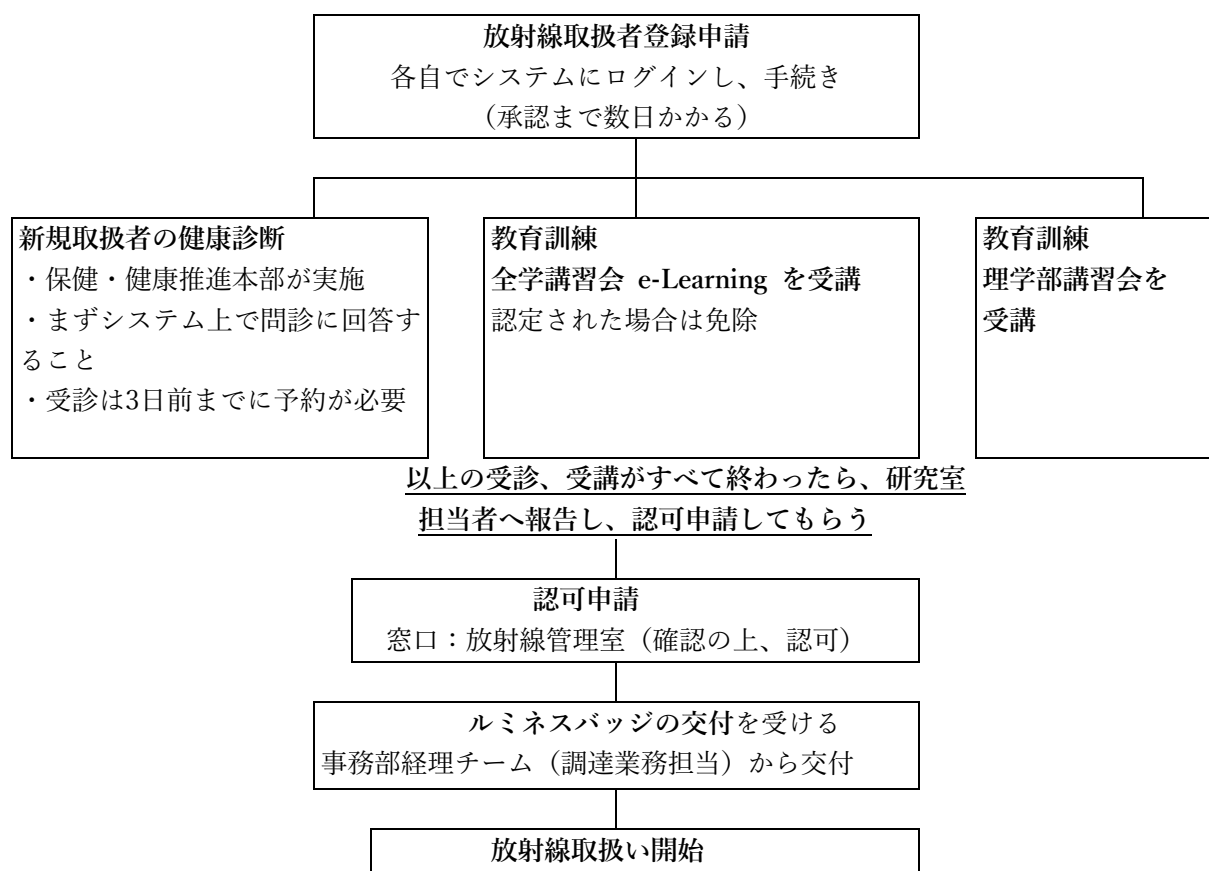 放射線取扱者登録申請
各自でシステムにログインし、手続き
（承認まで数日かかる）
新規取扱者の健康診断
・保健・健康推進本部が実施
・まずシステム上で問診に回答す
ること
・受診は3日前までに予約が必要
教育訓練
全学講習会 e-Learning を受講
認定された場合は免除
教育訓練
理学部講習会を
受講
以上の受診、受講がすべて終わったら、研究室
担当者へ報告し、認可申請してもらう
認可申請
窓口：放射線管理室（確認の上、認可）
ルミネスバッジの交付を受ける
事務部経理チーム（調達業務担当）から交付
放射線取扱い開始